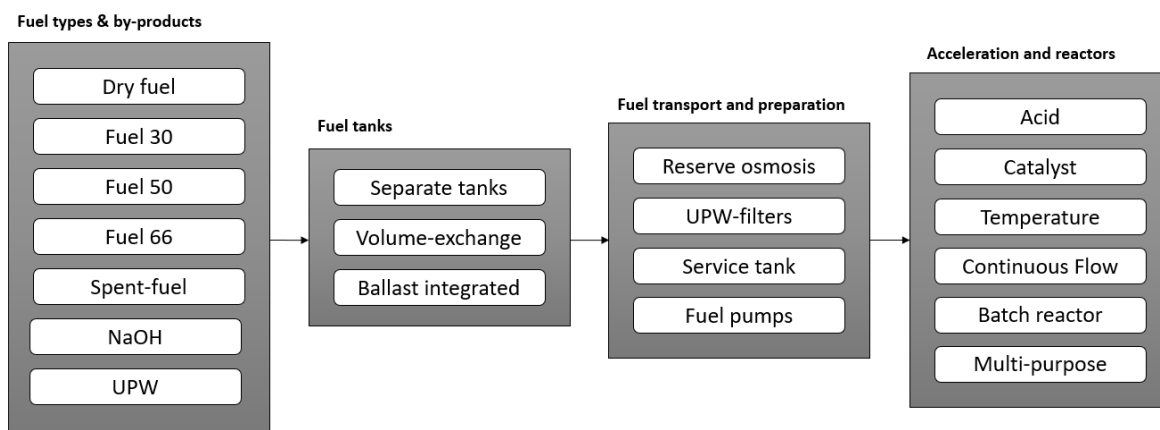 Fuel types & by-products
Dry fuel
Fuel 30
Fuel 50
Fuel 66
Spent-fuel
NaOH
UPW
Fuel tanks
Separate tanks
Volume-exchange
Ballast integrated
Fuel transport and preparation
Reserve osmosis
UPW-filters
Service tank
Fuel pumps
Acceleration and reactors
Acid
Catalyst
Temperature
Continuous Flow
Batch reactor
Multi-purpose